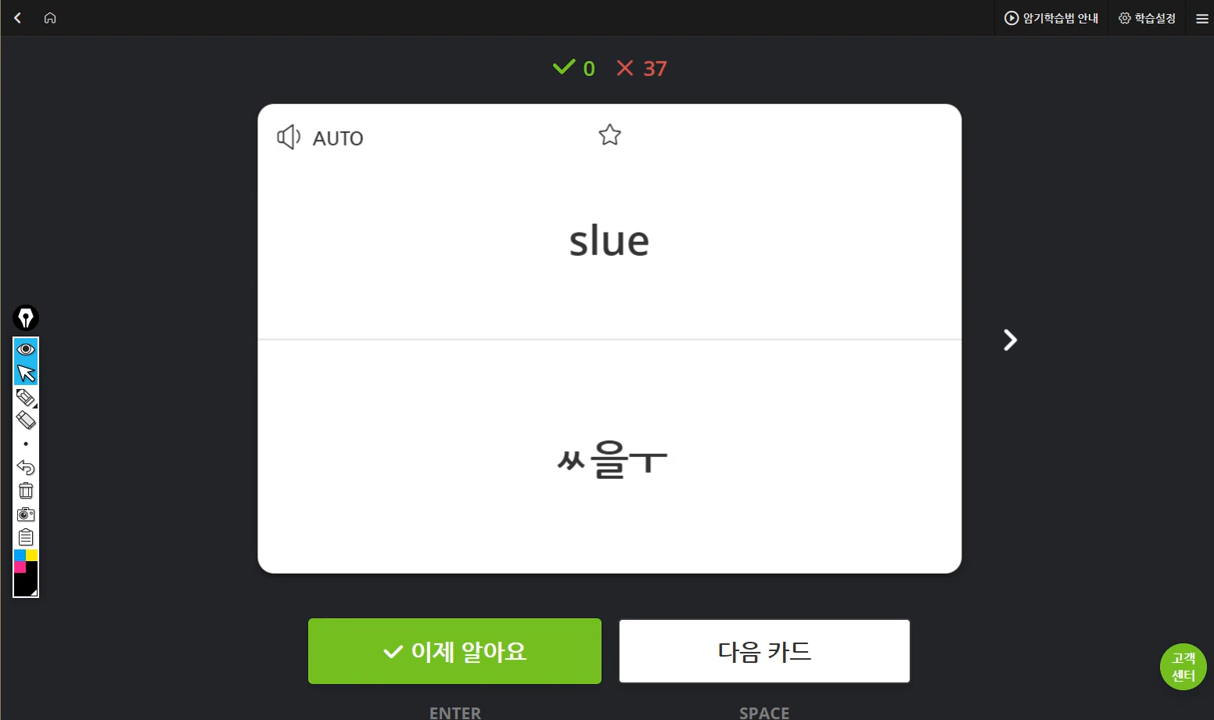 암기학습법 안내 학습설정
0 37
AUTO
slue
ㅆ을ㅜ
이제 알아요 다음 카드
ENTER SPACE
고객
센터